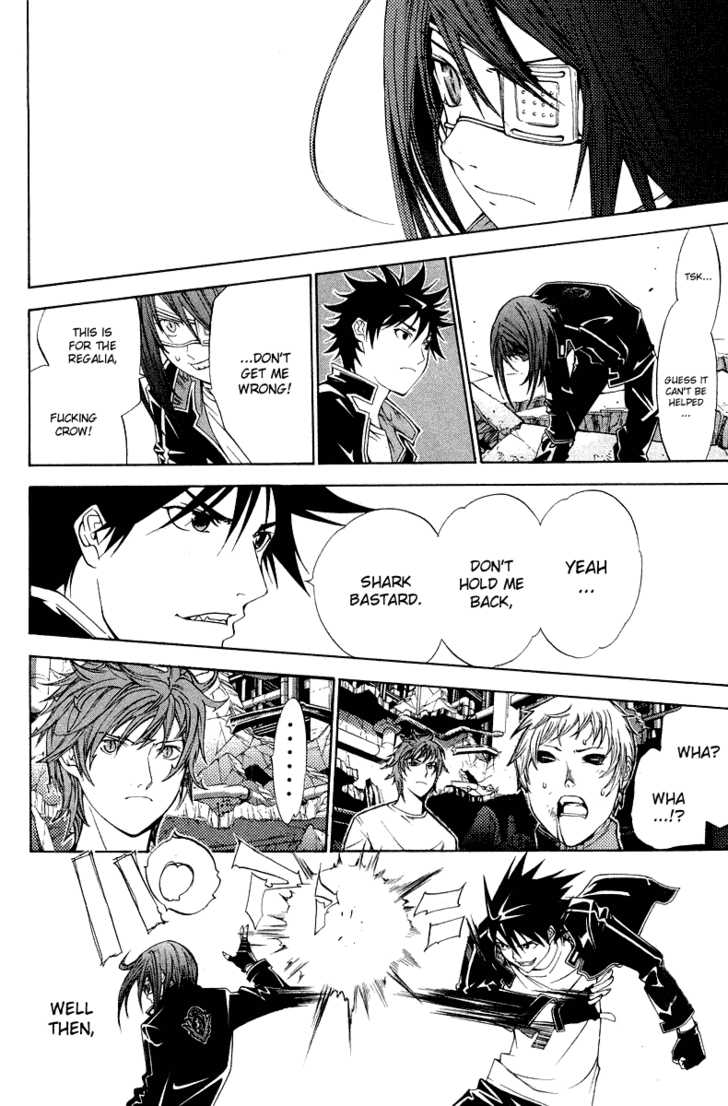 TSK...
GUESS IT
CAN'T BE
HELPED
...
...DON'T
GET ME
WRONG!
THIS IS
FOR THE
REGALIA,
FUCKING
CROW!
YEAH
...
DON'T
HOLD ME
BACK,
SHARK
BASTARD.
WHA?
WHA
...!?
.....
WELL
THEN,